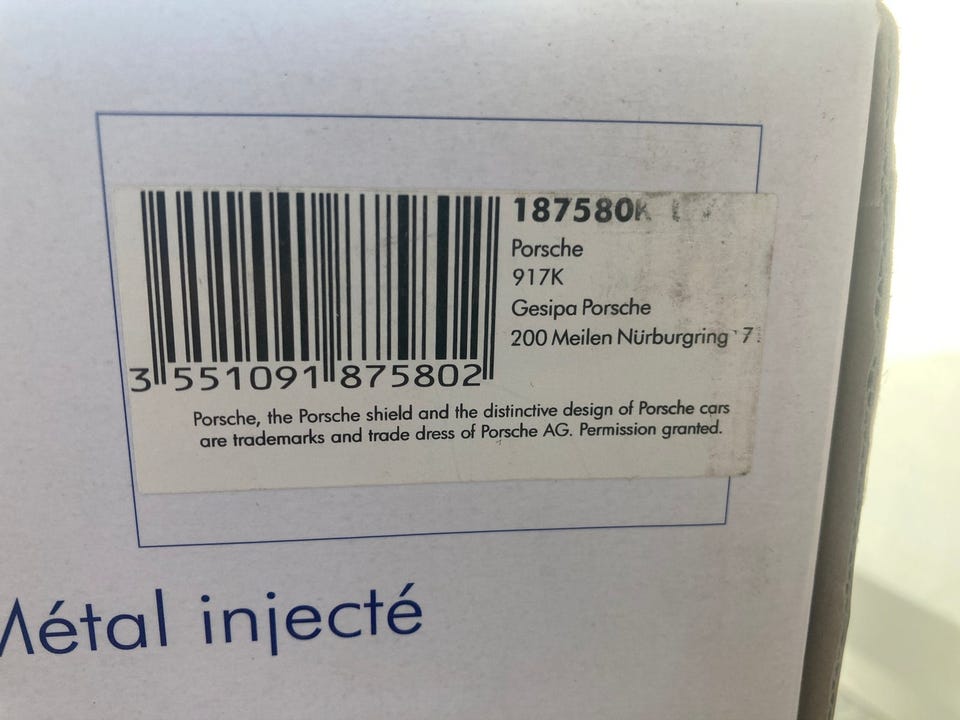 187580K
Porsche
917K
Gesipa Porsche
200 Meilen Nürburgring
3 551091 875802
Porsche, the Porsche shield and the distinctive design of Porsche cars
are trademarks and trade dress of Porsche AG. Permission granted.
Métal injecté